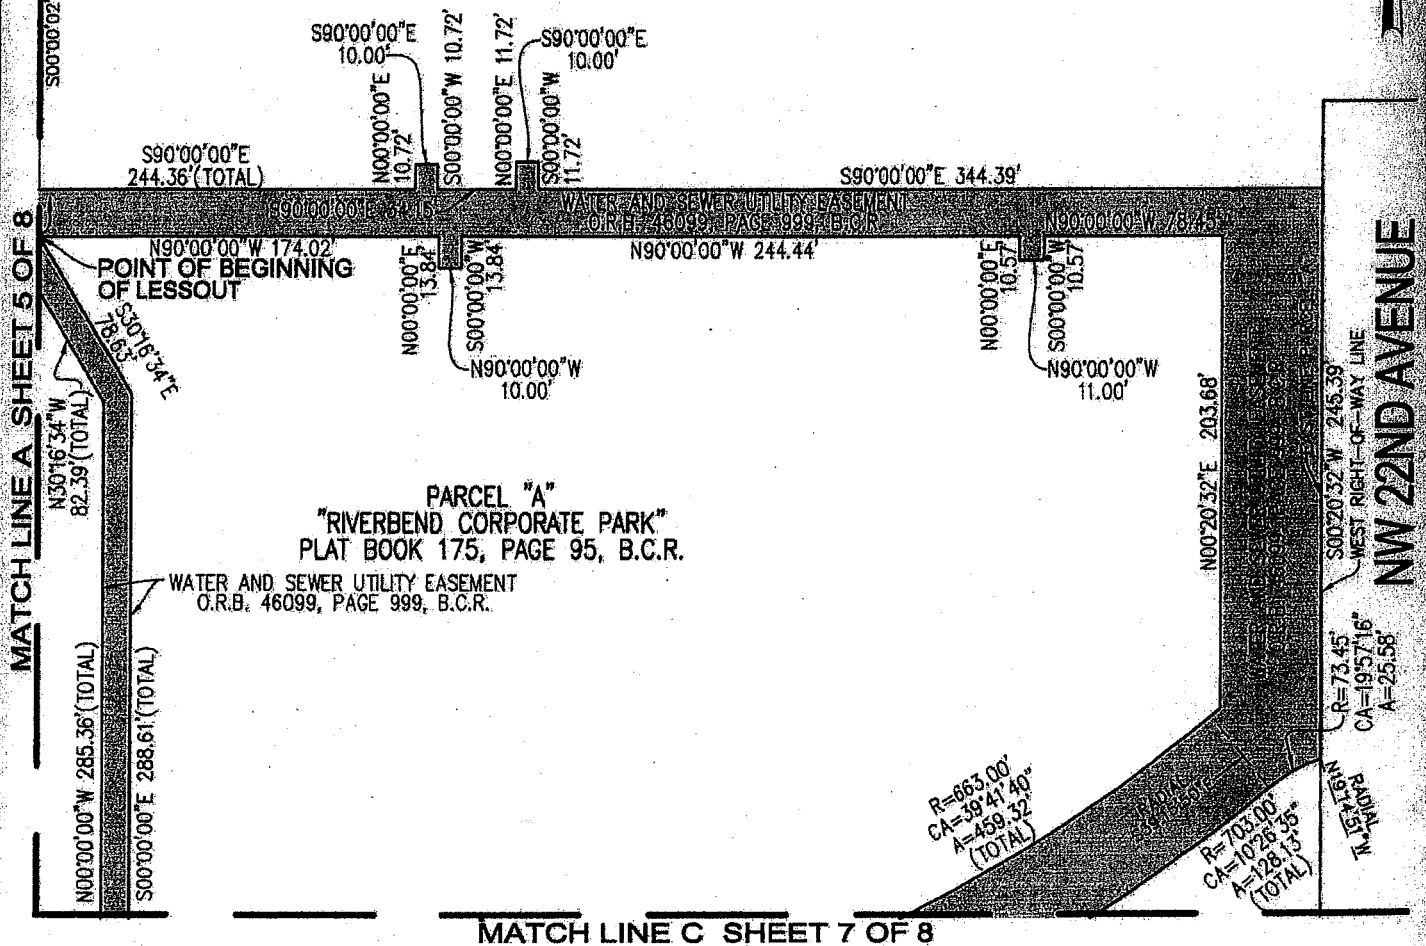 S00°00'02"
S90°00'00"E
10.00'
N00°00'00"E
10.72'
S00°00'00"W 10.72'
N00°00'00"E 11.72'
S90°00'00"E
10.00'
S00°00'00"W
11.72'
S90°00'00"E
244.36'(TOTAL)
S90°00'00"E 344.39'
S90°00'00"E 34.15'
WATER AND SEWER UTILITY EASEMENT
O.R.B. 46099, PAGE 999, B.C.R.
N90°00'00"W 78.45'
N90°00'00"W 174.02'
POINT OF BEGINNING
OF LESSOUT
N00°00'00"E
13.84'
S00°00'00"W
13.84'
N90°00'00"W
10.00'
N90°00'00"W 244.44'
N00°00'00"E
10.57'
S00°00'00"W
10.57'
N90°00'00"W
11.00'
MATCH LINE A SHEET 5 OF 8
S30°16'34"E
78.63'
N30°16'34"W
82.39'(TOTAL)
PARCEL "A"
"RIVERBEND CORPORATE PARK"
PLAT BOOK 175, PAGE 95, B.C.R.
WATER AND SEWER UTILITY EASEMENT
O.R.B. 46099, PAGE 999, B.C.R.
N00°20'32"E 203.68'
S00°20'32"W 245.39'
WEST RIGHT-OF-WAY LINE
NW 22ND AVENUE
N00°00'00"W 285.36'(TOTAL)
S00°00'00"E 288.61'(TOTAL)
R=73.45'
CA=19°57'16"
A=25.58'
R=663.00'
CA=39°41'40"
A=459.32'
(TOTAL)
RADIAL
R=703.00'
CA=10°26'35"
A=128.13'
(TOTAL)
RADIAL
N19°14'51"W
MATCH LINE C SHEET 7 OF 8